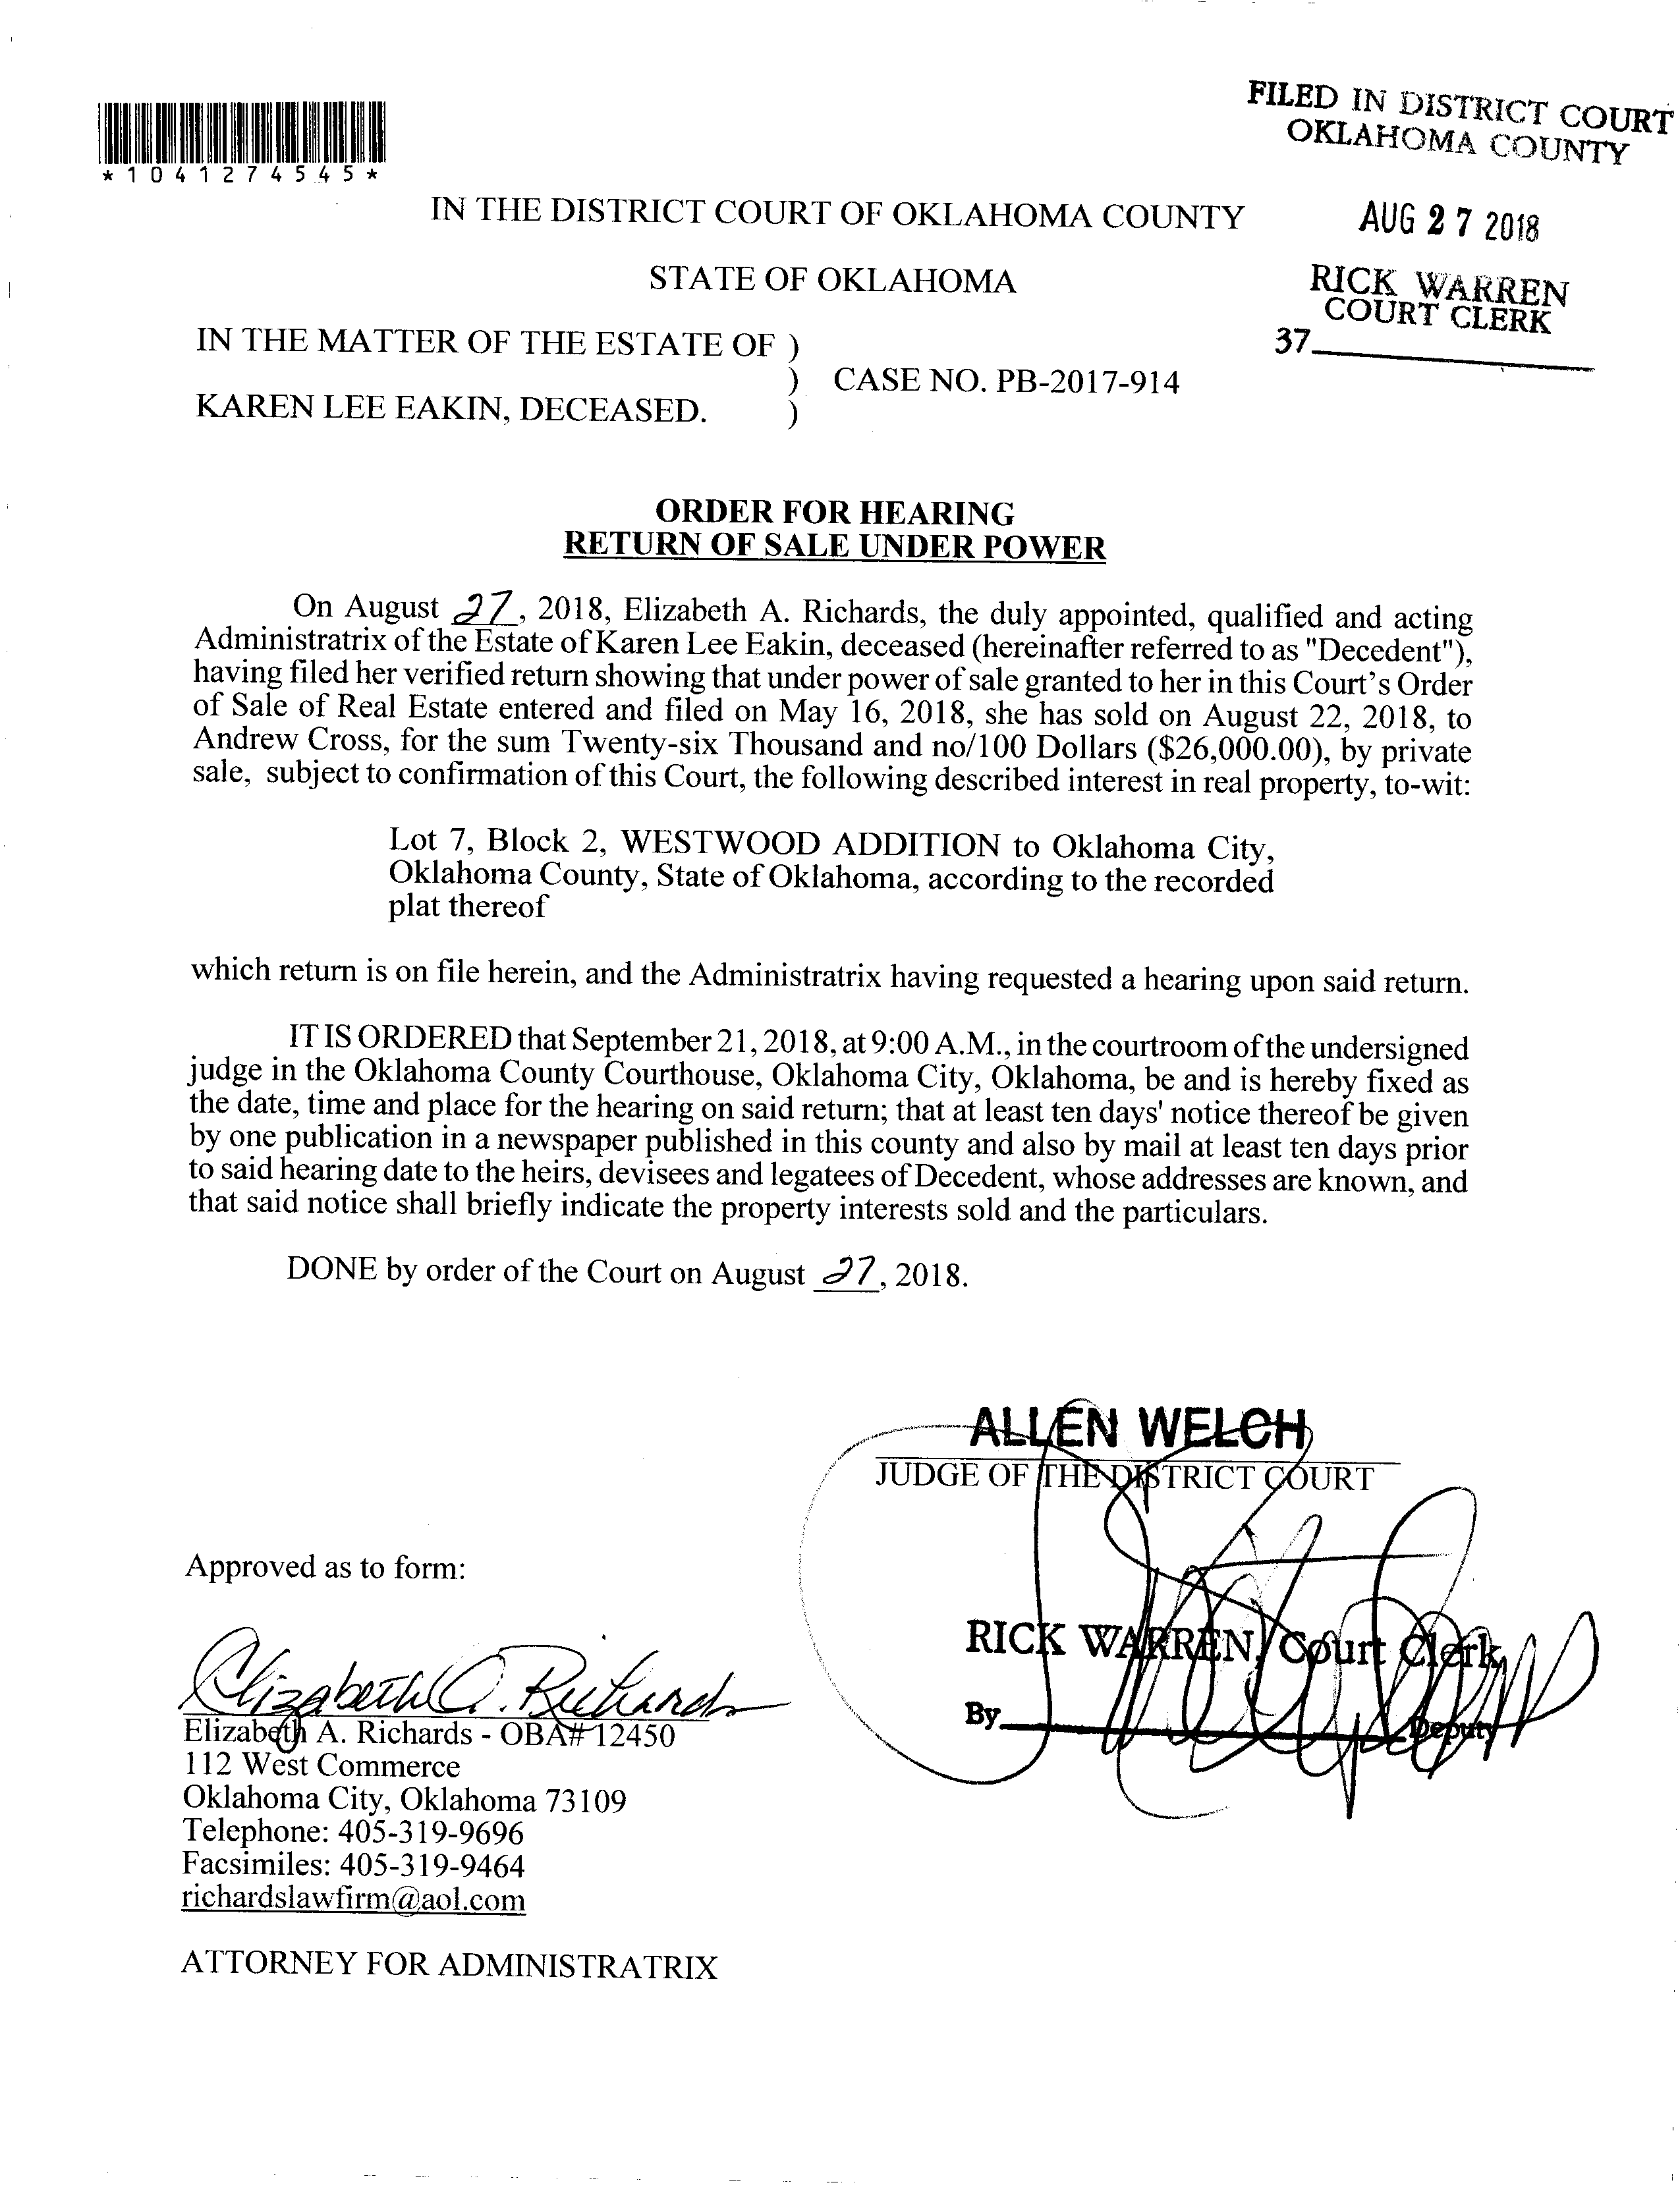 FILED IN DISTRICT COURT
OKLAHOMA COUNTY
*1041274545*
IN THE DISTRICT COURT OF OKLAHOMA COUNTY
AUG 27 2018
STATE OF OKLAHOMA
RICK WARREN
COURT CLERK
37
IN THE MATTER OF THE ESTATE OF )
) CASE NO. PB-2017-914
KAREN LEE EAKIN, DECEASED. )
ORDER FOR HEARING
RETURN OF SALE UNDER POWER
On August 27, 2018, Elizabeth A. Richards, the duly appointed, qualified and acting
Administratrix of the Estate of Karen Lee Eakin, deceased (hereinafter referred to as "Decedent"),
having filed her verified return showing that under power of sale granted to her in this Court's Order
of Sale of Real Estate entered and filed on May 16, 2018, she has sold on August 22, 2018, to
Andrew Cross, for the sum Twenty-six Thousand and no/100 Dollars ($26,000.00), by private
sale, subject to confirmation of this Court, the following described interest in real property, to-wit:
Lot 7, Block 2, WESTWOOD ADDITION to Oklahoma City,
Oklahoma County, State of Oklahoma, according to the recorded
plat thereof
which return is on file herein, and the Administratrix having requested a hearing upon said return.
IT IS ORDERED that September 21, 2018, at 9:00 A.M., in the courtroom of the undersigned
judge in the Oklahoma County Courthouse, Oklahoma City, Oklahoma, be and is hereby fixed as
the date, time and place for the hearing on said return; that at least ten days' notice thereof be given
by one publication in a newspaper published in this county and also by mail at least ten days prior
to said hearing date to the heirs, devisees and legatees of Decedent, whose addresses are known, and
that said notice shall briefly indicate the property interests sold and the particulars.
DONE by order of the Court on August 27, 2018.
ALLEN WELCH
JUDGE OF THE DISTRICT COURT
Approved as to form:
RICK WARREN, Court Clerk
By Deputy
Elizabeth A. Richards
Elizabeth A. Richards - OBA# 12450
112 West Commerce
Oklahoma City, Oklahoma 73109
Telephone: 405-319-9696
Facsimiles: 405-319-9464
richardslawfirm@aol.com
ATTORNEY FOR ADMINISTRATRIX